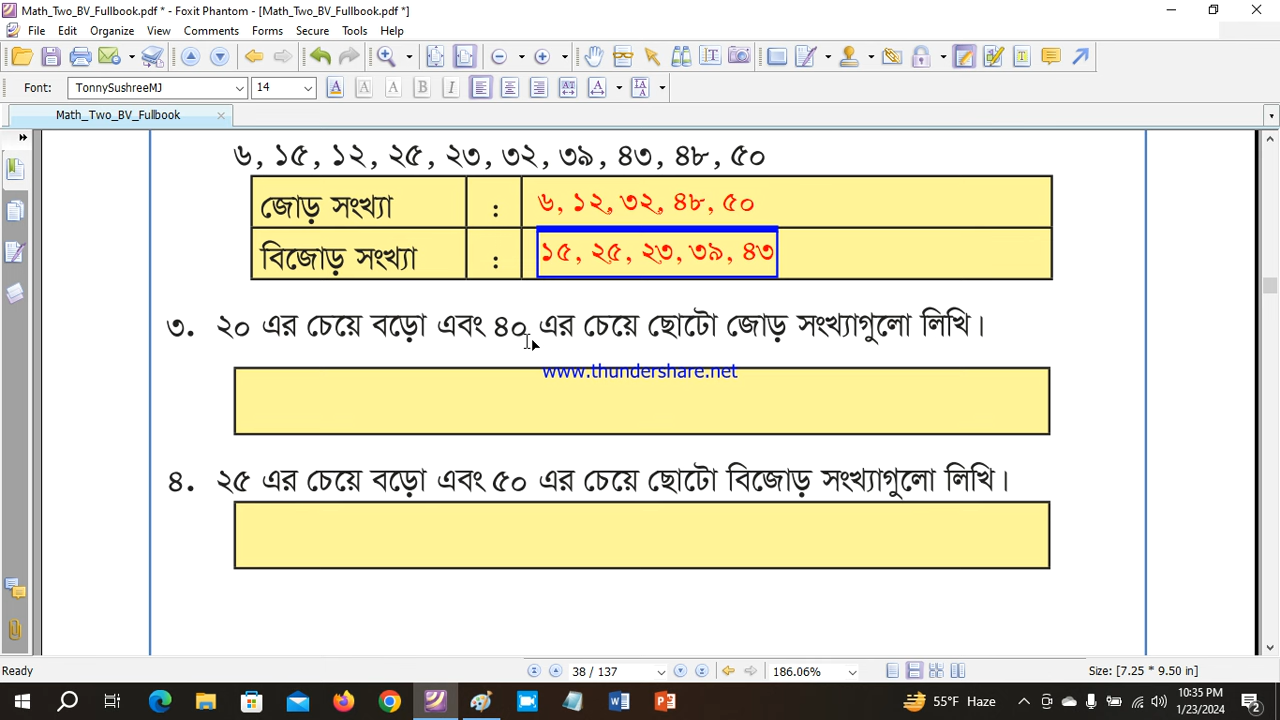 Math_Two_BV_Fullbook.pdf * - Foxit Phantom - [Math_Two_BV_Fullbook.pdf *]
File Edit Organize View Comments Forms Secure Tools Help
Font: TonnySushreeMJ 14
Math_Two_BV_Fullbook
৬, ১৫, ১২, ২৫, ২৩, ৩২, ৩৯, ৪৩, ৪৮, ৫০
জোড় সংখ্যা : ৬, ১২, ৩২, ৪৮, ৫০
বিজোড় সংখ্যা : ১৫, ২৫, ২৩, ৩৯, ৪৩
৩. ২০ এর চেয়ে বড়ো এবং ৪০ এর চেয়ে ছোটো জোড় সংখ্যাগুলো লিখি।
www.thundershare.net
৪. ২৫ এর চেয়ে বড়ো এবং ৫০ এর চেয়ে ছোটো বিজোড় সংখ্যাগুলো লিখি।
Ready 38 / 137 186.06% Size: [7.25 * 9.50 in]
55°F Haze 10:35 PM
1/23/2024 2